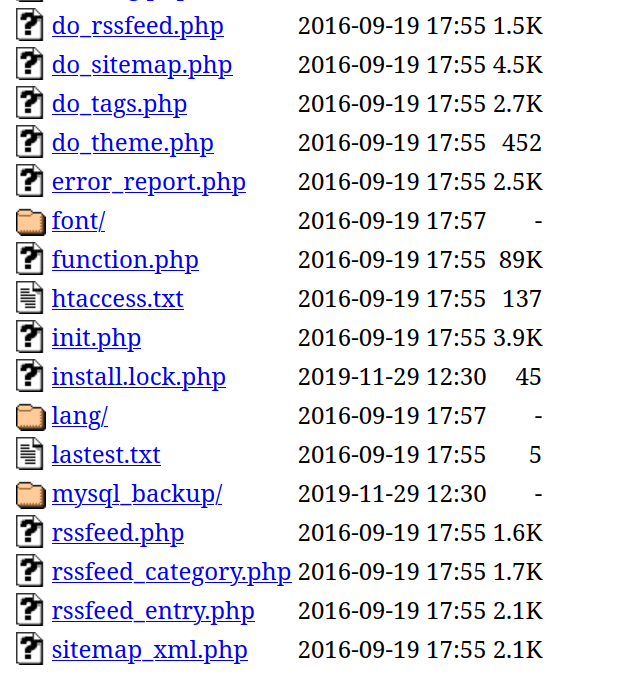 do_rssfeed.php 2016-09-19 17:55 1.5K
do_sitemap.php 2016-09-19 17:55 4.5K
do_tags.php 2016-09-19 17:55 2.7K
do_theme.php 2016-09-19 17:55 452
error_report.php 2016-09-19 17:55 2.5K
font/ 2016-09-19 17:57 -
function.php 2016-09-19 17:55 89K
htaccess.txt 2016-09-19 17:55 137
init.php 2016-09-19 17:55 3.9K
install.lock.php 2019-11-29 12:30 45
lang/ 2016-09-19 17:57 -
lastest.txt 2016-09-19 17:55 5
mysql_backup/ 2019-11-29 12:30 -
rssfeed.php 2016-09-19 17:55 1.6K
rssfeed_category.php 2016-09-19 17:55 1.7K
rssfeed_entry.php 2016-09-19 17:55 2.1K
sitemap_xml.php 2016-09-19 17:55 2.1K